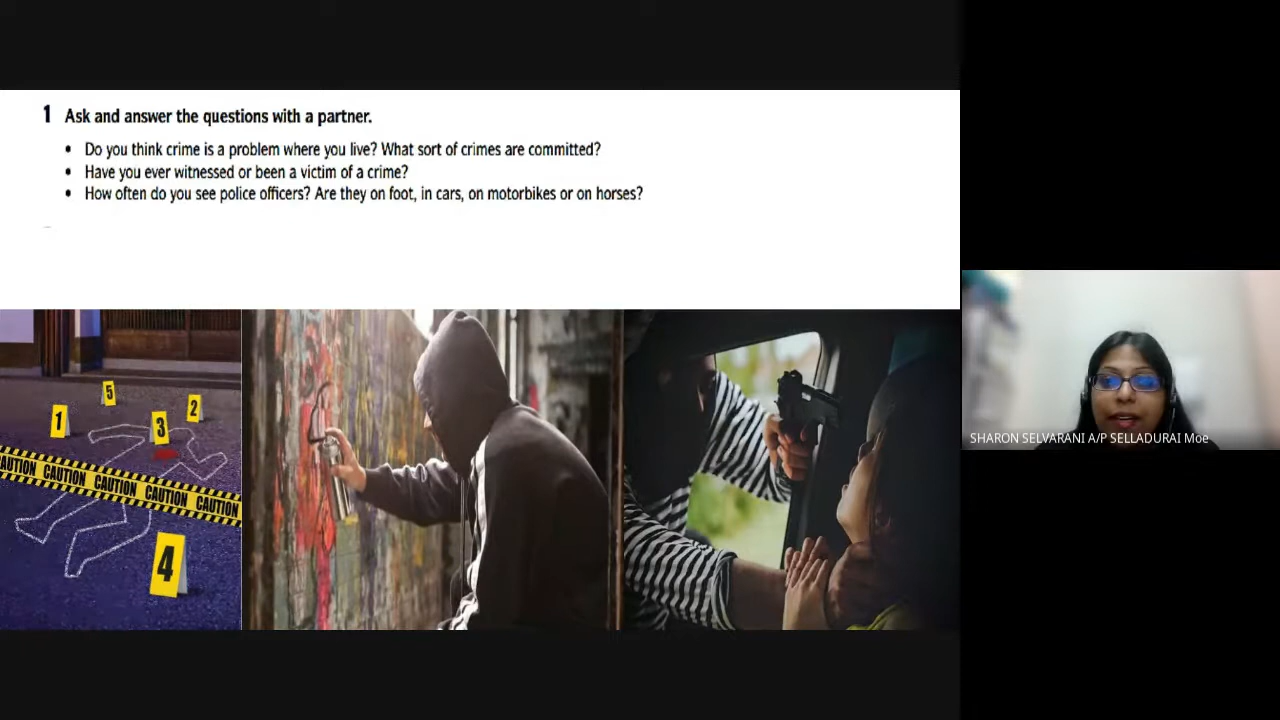 1 Ask and answer the questions with a partner.
• Do you think crime is a problem where you live? What sort of crimes are committed?
• Have you ever witnessed or been a victim of a crime?
• How often do you see police officers? Are they on foot, in cars, on motorbikes or on horses?
5
2
1
3
AUTION CAUTION CAUTION CAUTION CAUTION
4
SHARON SELVARANI A/P SELLADURAI Moe